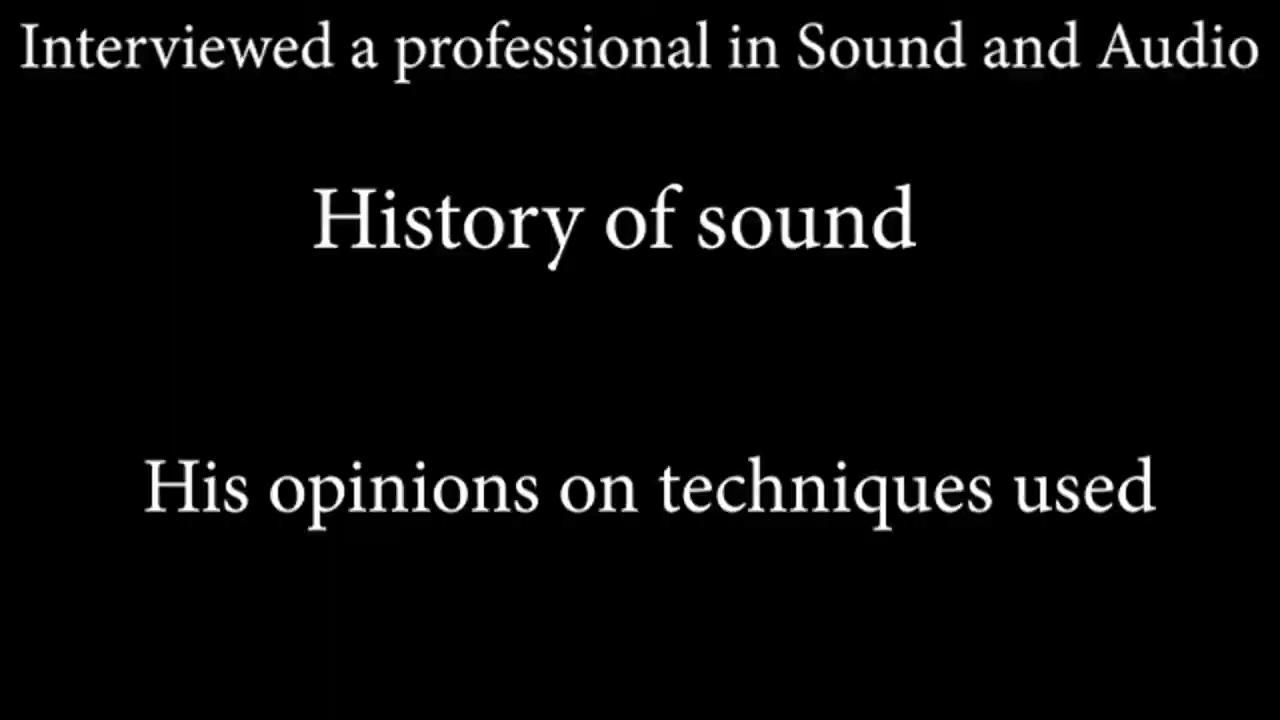 Interviewed a professional in Sound and Audio
History of sound
His opinions on techniques used